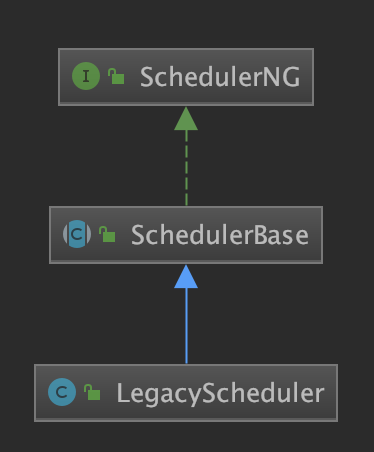 I SchedulerNG
C SchedulerBase
C LegacyScheduler